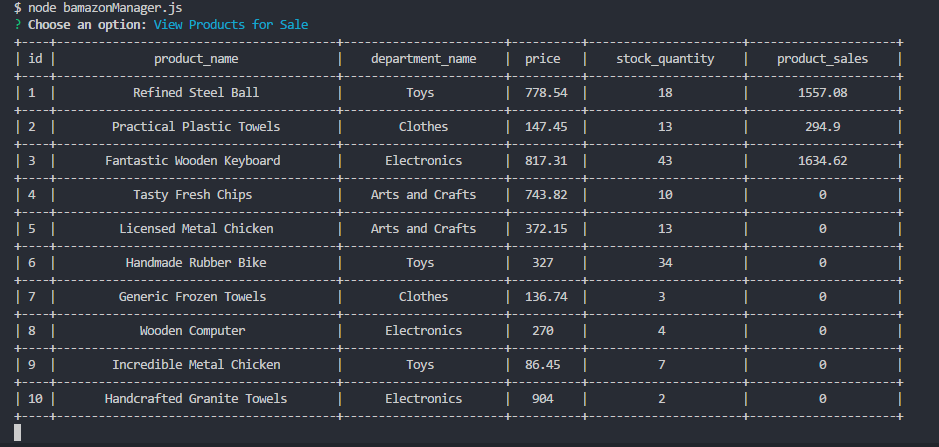 $ node bamazonManager.js
? Choose an option: View Products for Sale
| id | product_name | department_name | price | stock_quantity | product_sales |
| 1 | Refined Steel Ball | Toys | 778.54 | 18 | 1557.08 |
| 2 | Practical Plastic Towels | Clothes | 147.45 | 13 | 294.9 |
| 3 | Fantastic Wooden Keyboard | Electronics | 817.31 | 43 | 1634.62 |
| 4 | Tasty Fresh Chips | Arts and Crafts | 743.82 | 10 | 0 |
| 5 | Licensed Metal Chicken | Arts and Crafts | 372.15 | 13 | 0 |
| 6 | Handmade Rubber Bike | Toys | 327 | 34 | 0 |
| 7 | Generic Frozen Towels | Clothes | 136.74 | 3 | 0 |
| 8 | Wooden Computer | Electronics | 270 | 4 | 0 |
| 9 | Incredible Metal Chicken | Toys | 86.45 | 7 | 0 |
| 10 | Handcrafted Granite Towels | Electronics | 904 | 2 | 0 |